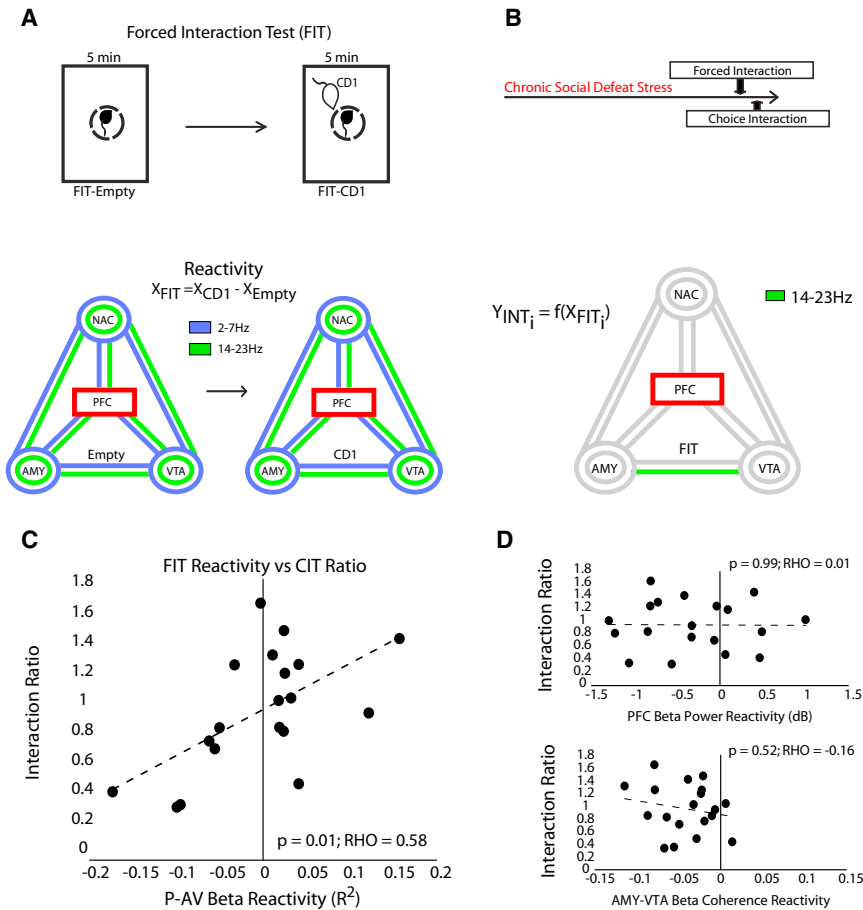 A
Forced Interaction Test (FIT)
5 min
5 min
CD1
FIT-Empty
FIT-CD1
Reactivity
X_FIT = X_CD1 - X_Empty
2-7Hz
14-23Hz
NAC
PFC
AMY
Empty
VTA
NAC
PFC
AMY
CD1
VTA
B
Forced Interaction
Chronic Social Defeat Stress
Choice Interaction
Y_INT_i = f(X_FIT_i)
14-23Hz
NAC
PFC
FIT
AMY
VTA
C
FIT Reactivity vs CIT Ratio
Interaction Ratio
1.8
1.6
1.4
1.2
1
0.8
0.6
0.4
0.2
0
p = 0.01; RHO = 0.58
-0.2 -0.15 -0.1 -0.05 0 0.05 0.1 0.15 0.2
P-AV Beta Reactivity (R²)
D
p = 0.99; RHO = 0.01
Interaction Ratio
1.8
1.6
1.4
1.2
1
0.8
0.6
0.4
0.2
0
-1.5 -1 -0.5 0 0.5 1 1.5
PFC Beta Power Reactivity (dB)
p = 0.52; RHO = -0.16
Interaction Ratio
1.8
1.6
1.4
1.2
1
0.8
0.6
0.4
0.2
0
-0.15 -0.1 -0.05 0 0.05 0.1 0.15
AMY-VTA Beta Coherence Reactivity